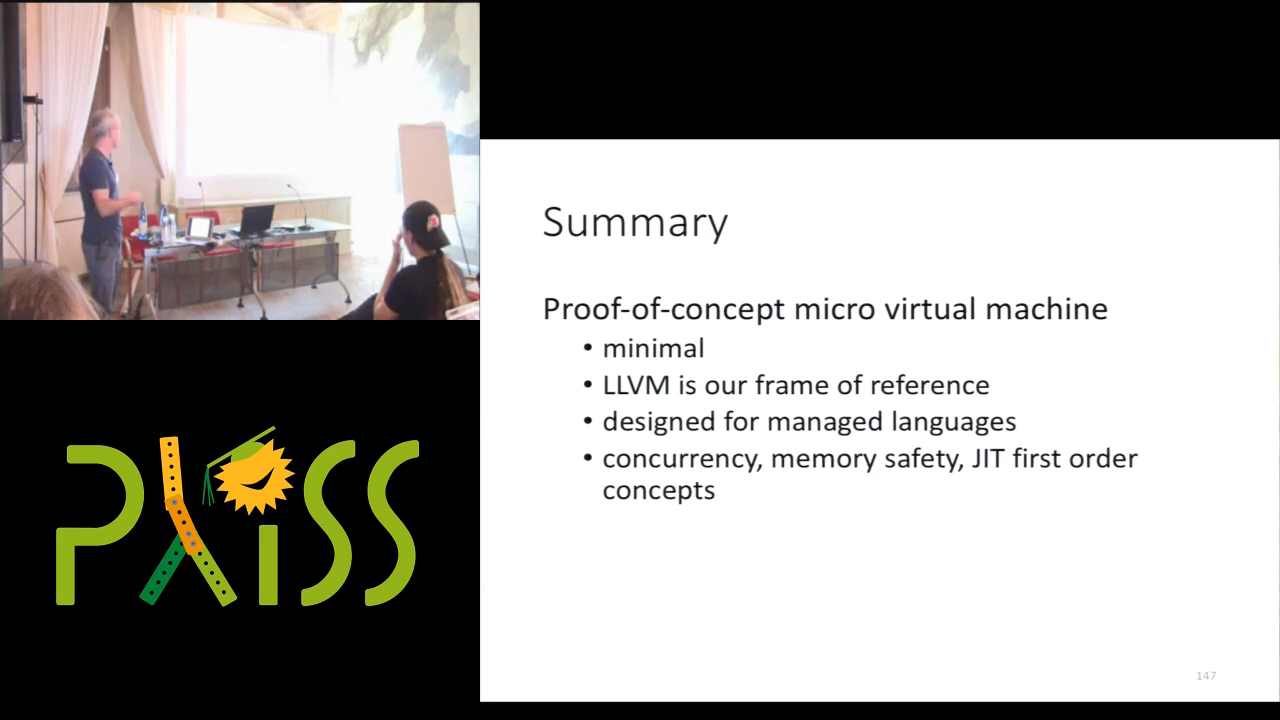 PλiSS
Summary
Proof-of-concept micro virtual machine
• minimal
• LLVM is our frame of reference
• designed for managed languages
• concurrency, memory safety, JIT first order
concepts
147